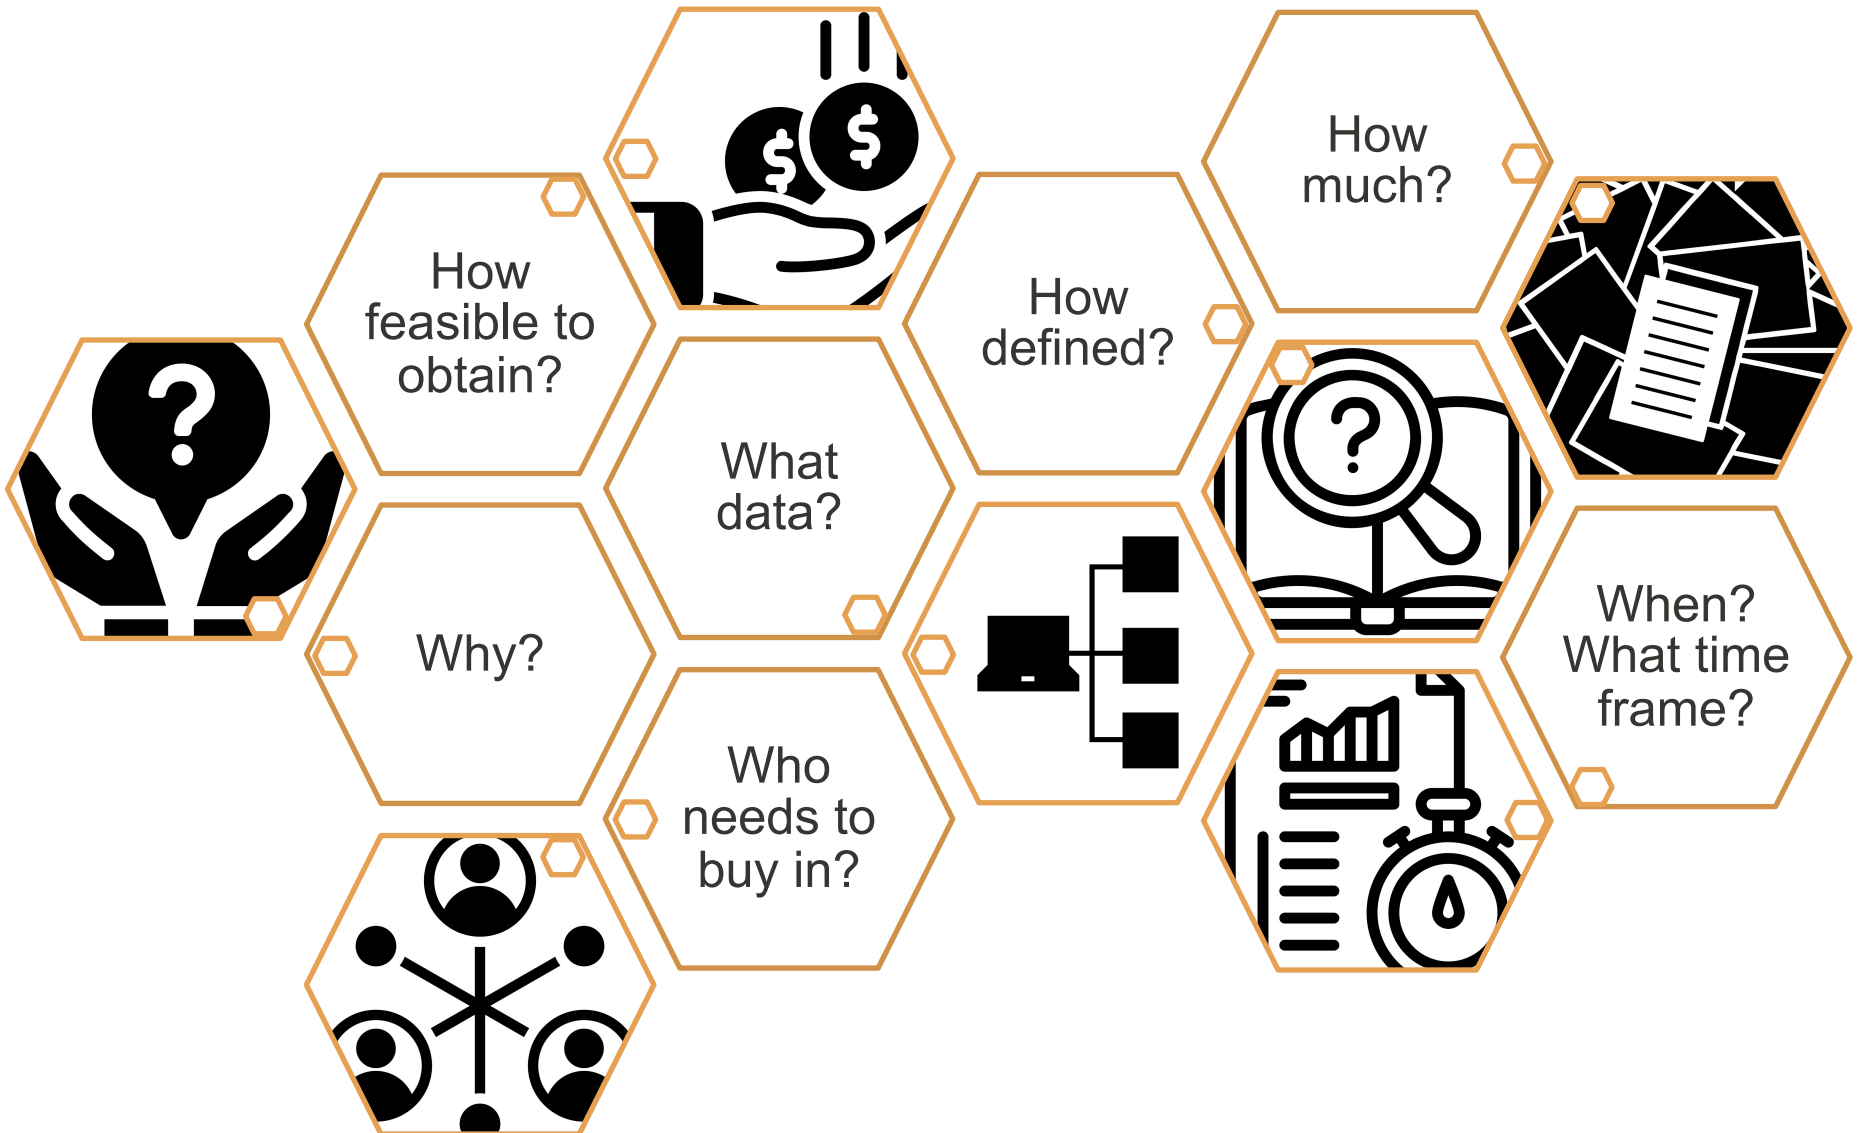 How
much?
How
feasible to
obtain?
How
defined?
What
data?
Why?
When?
What time
frame?
Who
needs to
buy in?
$
$
?
?